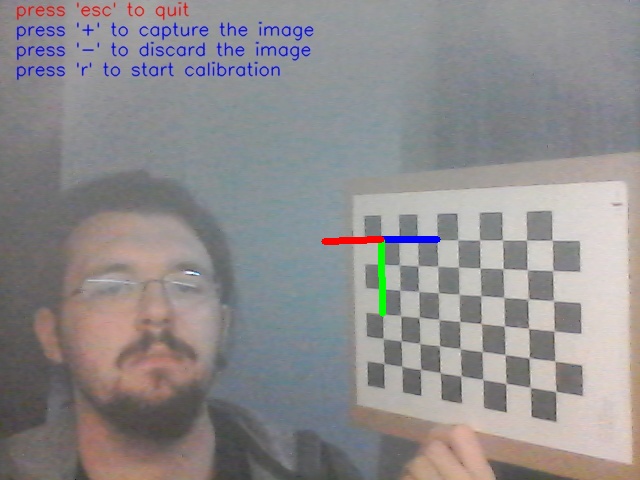 press 'esc' to quit
press '+' to capture the image
press '-' to discard the image
press 'r' to start calibration